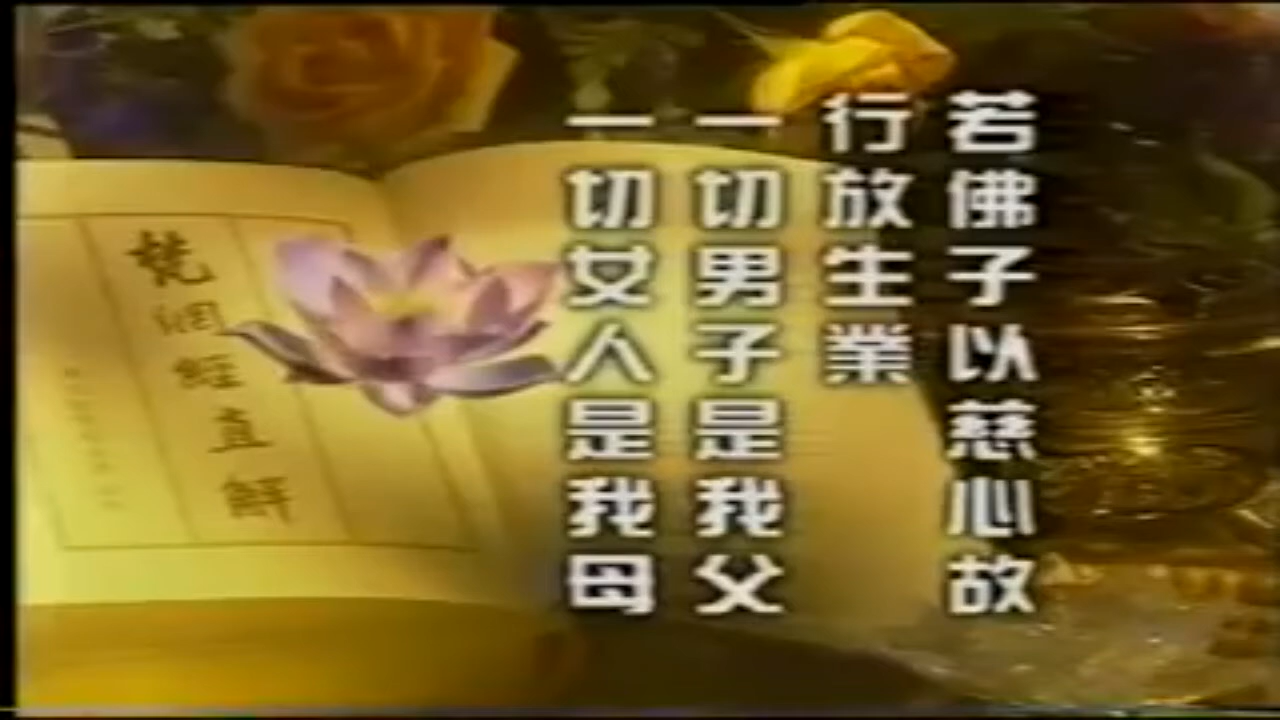 若佛子以慈心故
行放生業
一切男子是我父
一切女人是我母
梵網經直解